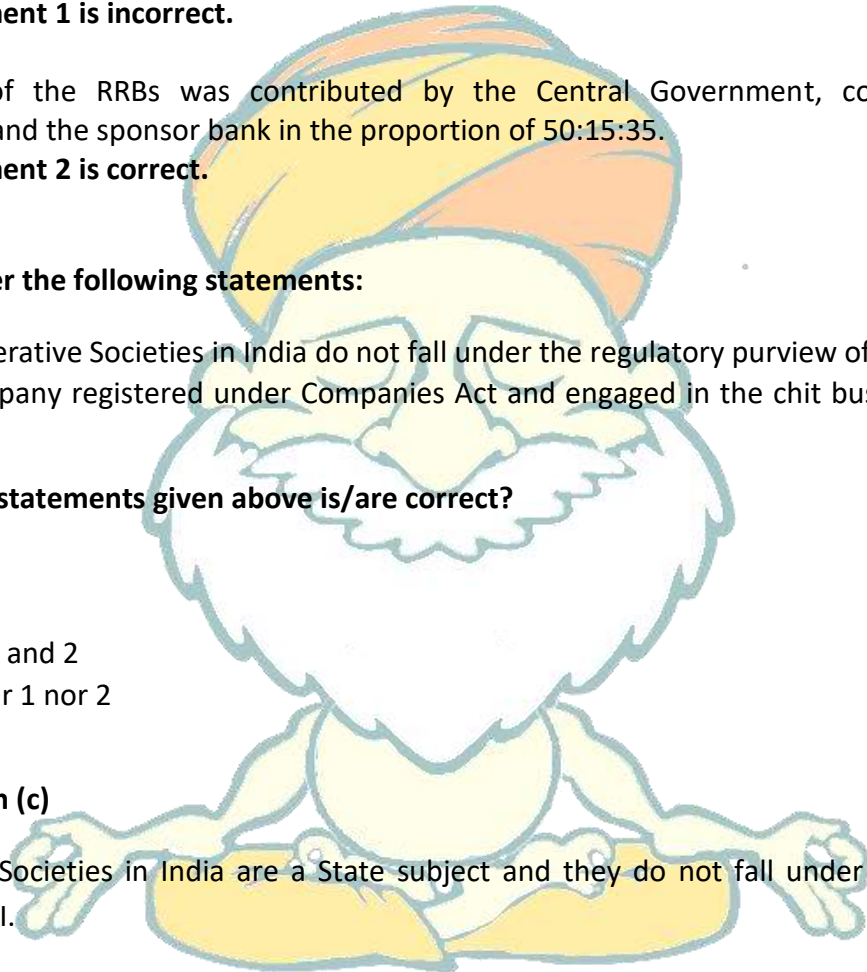 ent 1 is incorrect.
of the RRBs was contributed by the Central Government, co
and the sponsor bank in the proportion of 50:15:35.
ent 2 is correct.
er the following statements:
erative Societies in India do not fall under the regulatory purview of
pany registered under Companies Act and engaged in the chit bus
statements given above is/are correct?
and 2
r 1 nor 2
n (c)
Societies in India are a State subject and they do not fall under
I.